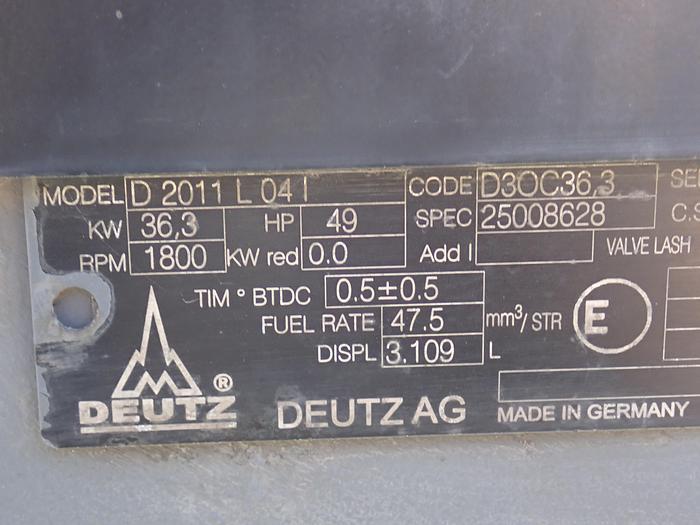 MODEL D 2011 L 04 I CODE D3OC36,3 SE
KW 36,3 HP 49 SPEC 25008628 C.S
RPM 1800 KW red 0.0 Add I VALVE LASH
TIM ° BTDC 0.5±0.5
FUEL RATE 47.5 mm³/ STR E
DISPL 3.109 L
DEUTZ ® DEUTZ AG MADE IN GERMANY